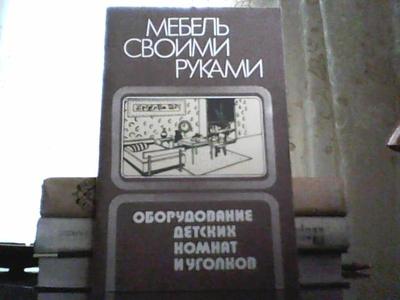 МЕБЕЛЬ
СВОИМИ
РУКАМИ
ОБОРУДОВАНИЕ
ДЕТСКИХ
КОМНАТ
И УГОЛКОВ